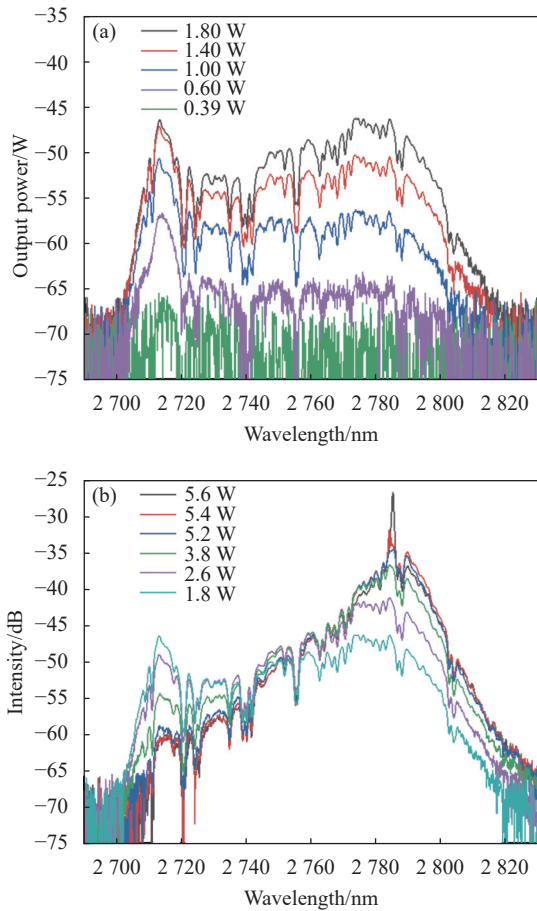 (a)
1.80 W
1.40 W
1.00 W
0.60 W
0.39 W
−35
−40
−45
−50
−55
−60
−65
−70
−75
Output power/W
2 700 2 720 2 740 2 760 2 780 2 800 2 820
Wavelength/nm
(b)
5.6 W
5.4 W
5.2 W
3.8 W
2.6 W
1.8 W
−25
−30
−35
−40
−45
−50
−55
−60
−65
−70
−75
Intensity/dB
2 700 2 720 2 740 2 760 2 780 2 800 2 820
Wavelength/nm